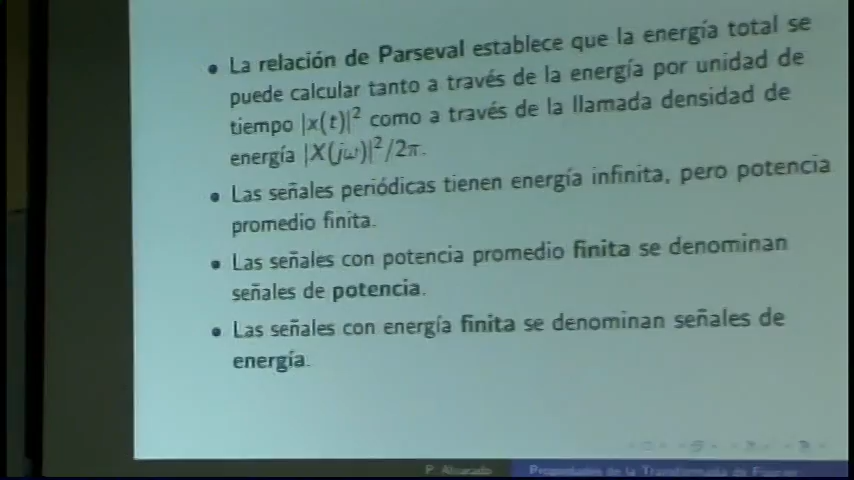 • La relación de Parseval establece que la energía total se
puede calcular tanto a través de la energía por unidad de
tiempo |x(t)|² como a través de la llamada densidad de
energía |X(jω)|²/2π.
• Las señales periódicas tienen energía infinita, pero potencia
promedio finita.
• Las señales con potencia promedio finita se denominan
señales de potencia.
• Las señales con energía finita se denominan señales de
energía.
P. Alvarado Propiedades de la Transformada de Fourier